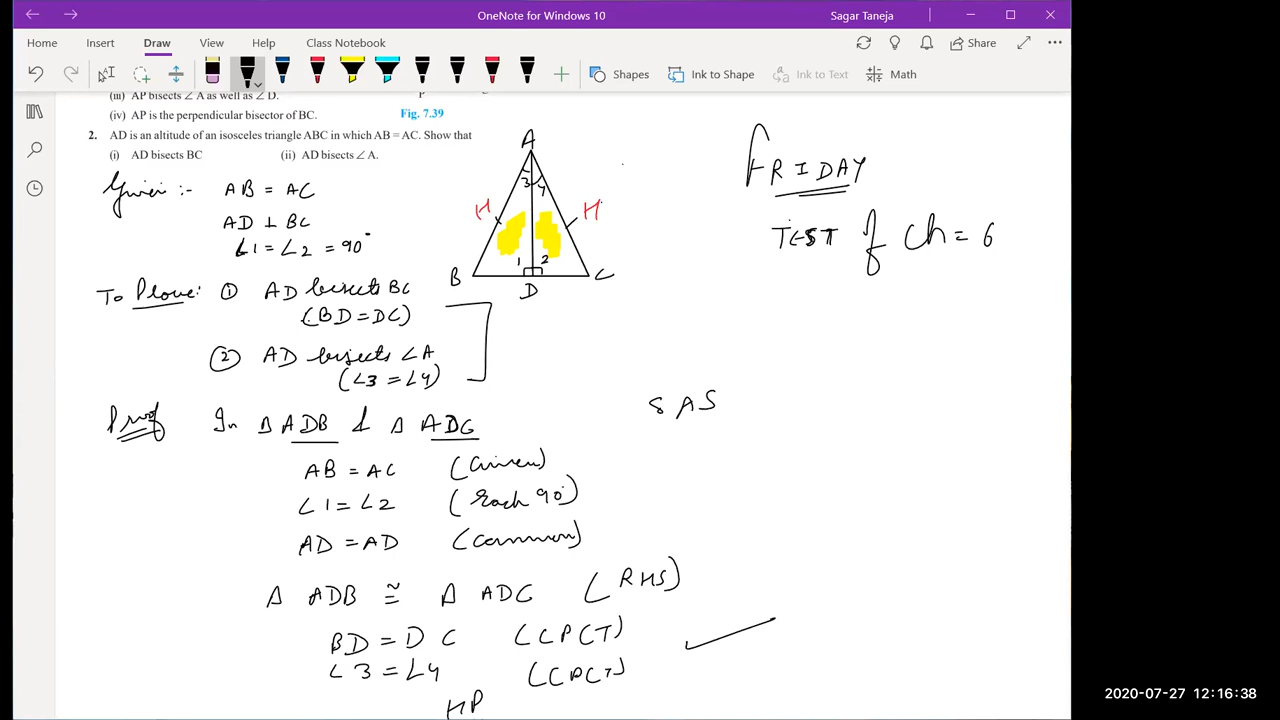 OneNote for Windows 10
Sagar Taneja
Home Insert Draw View Help Class Notebook
Share
Shapes Ink to Shape Ink to Text Math
(iii) AP bisects ∠ A as well as ∠ D.
(iv) AP is the perpendicular bisector of BC.
Fig. 7.39
2. AD is an altitude of an isosceles triangle ABC in which AB = AC. Show that
(i) AD bisects BC (ii) AD bisects ∠ A.
Given :- AB = AC
AD ⊥ BC
∠1 = ∠2 = 90°
To Prove: ① AD bisects BC
(BD = DC)
② AD bisects ∠A
(∠3 = ∠4)
A
3 4
H H
1 2
B D C
FRIDAY
TEST of Ch = 6
SAS
Proof In Δ ADB & Δ ADC
AB = AC (Given)
∠1 = ∠2 (Each 90°)
AD = AD (Common)
Δ ADB ≅ Δ ADC (RHS)
BD = DC (CPCT)
∠3 = ∠4 (CPCT)
HP
2020-07-27 12:16:38